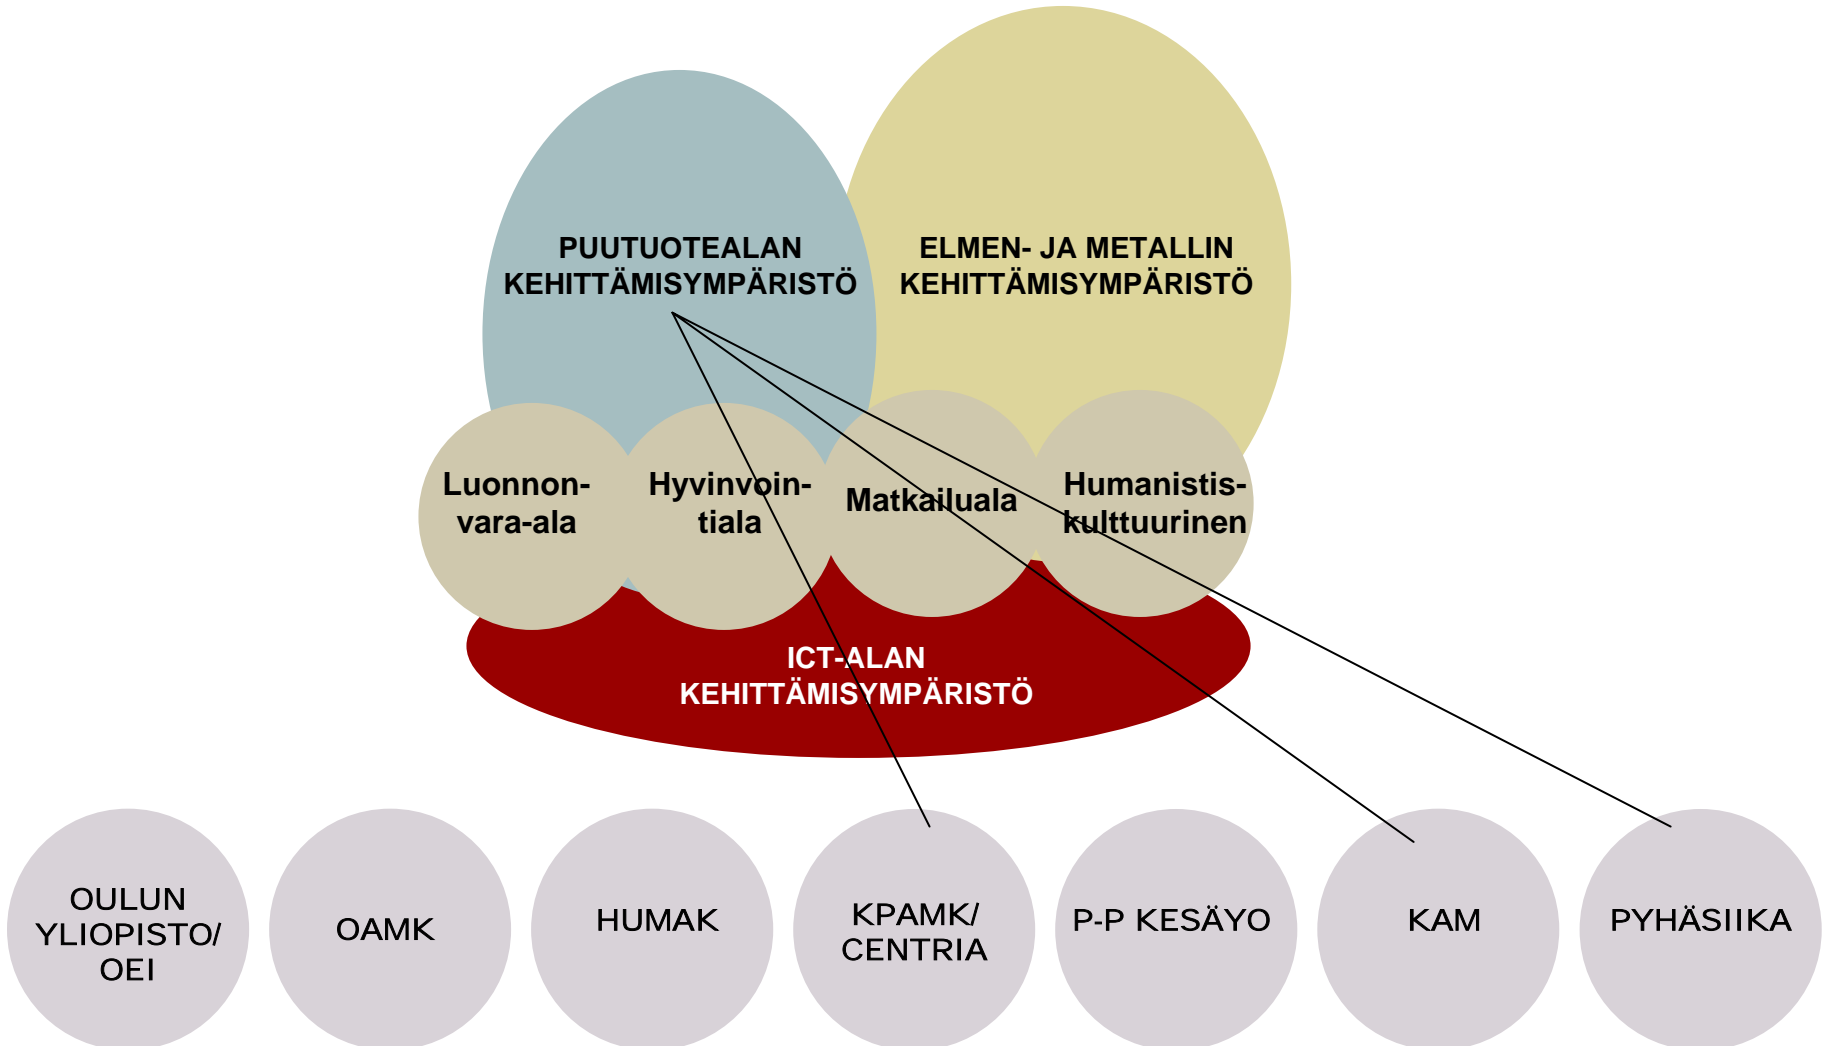 PUUTUOTEALAN
KEHITTÄMISYMPÄRISTÖ
ELMEN- JA METALLIN
KEHITTÄMISYMPÄRISTÖ
Luonnon-
vara-ala
Hyvinvoin-
tiala
Matkailuala
Humanistis-
kulttuurinen
ICT-ALAN
KEHITTÄMISYMPÄRISTÖ
OULUN
YLIOPISTO/
OEI
OAMK
HUMAK
KPAMK/
CENTRIA
P-P KESÄYO
KAM
PYHÄSIIKA